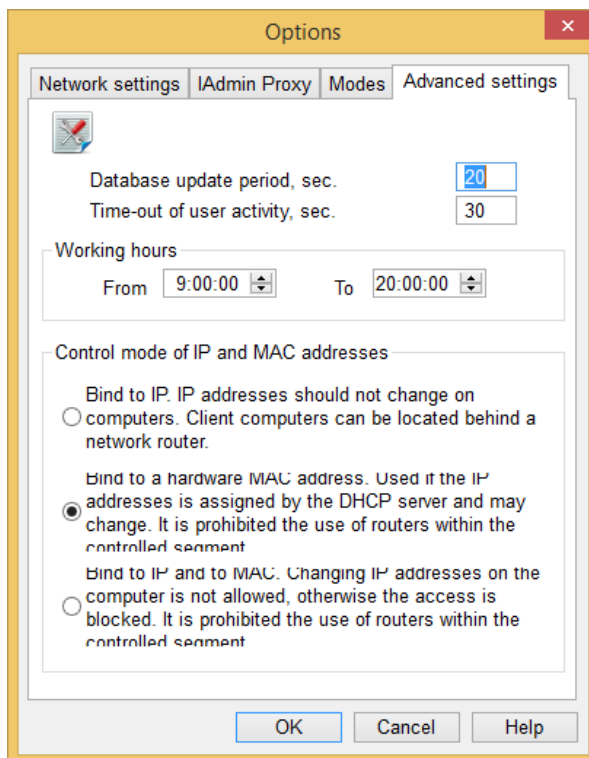 Options
Network settings IAdmin Proxy Modes Advanced settings
Database update period, sec. 20
Time-out of user activity, sec. 30
Working hours
From 9:00:00 To 20:00:00
Control mode of IP and MAC addresses
Bind to IP. IP addresses should not change on
computers. Client computers can be located behind a
network router.
Bind to a hardware MAC address. Used if the IP
addresses is assigned by the DHCP server and may
change. It is prohibited the use of routers within the
controlled segment
Bind to IP and to MAC. Changing IP addresses on the
computer is not allowed, otherwise the access is
blocked. It is prohibited the use of routers within the
controlled segment
OK Cancel Help